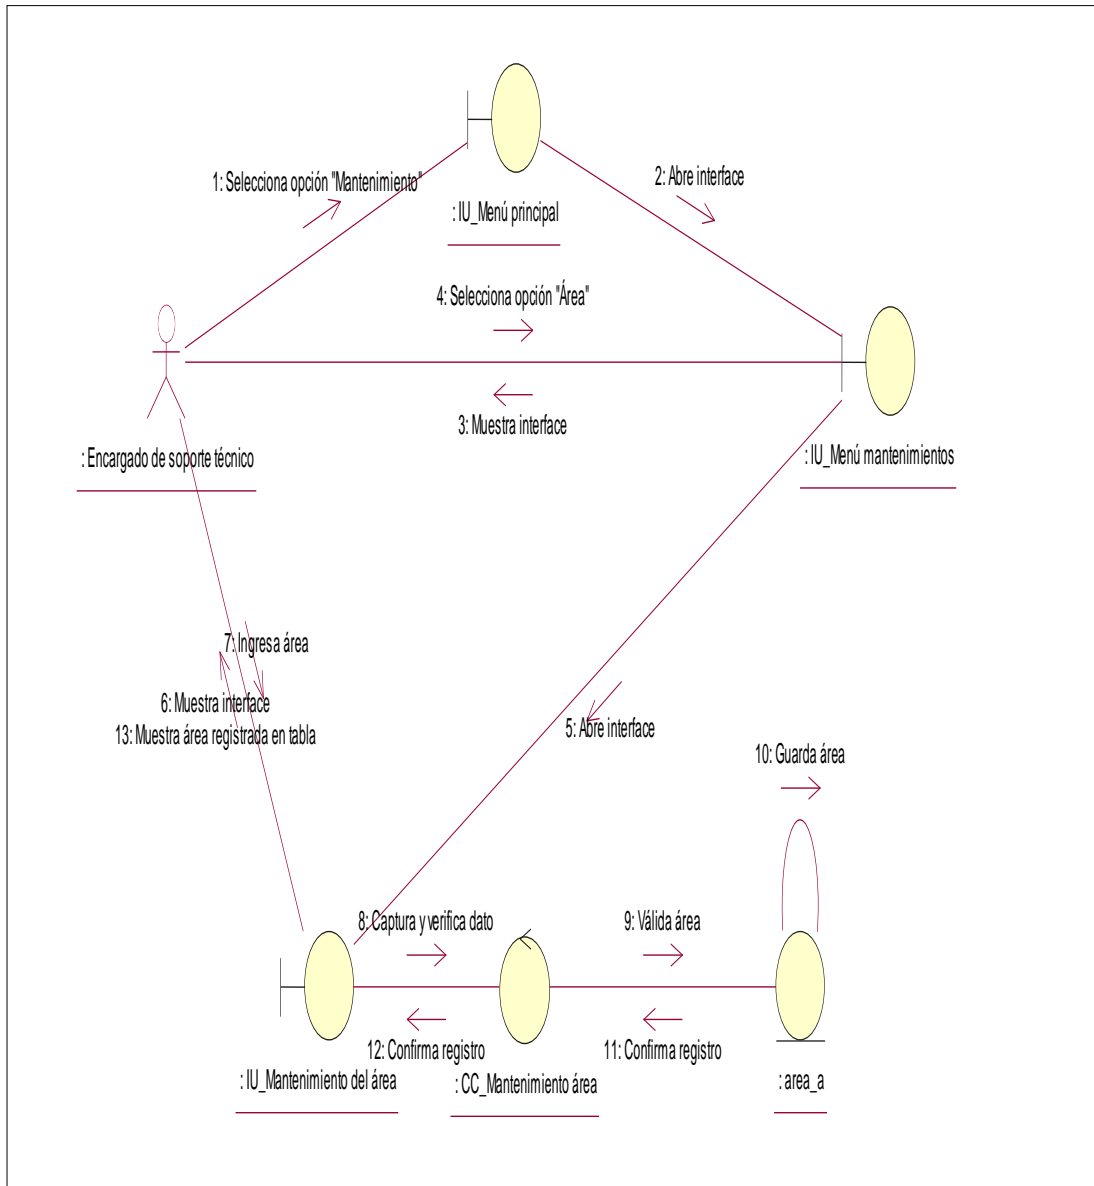 1: Selecciona opción "Mantenimiento"
2: Abre interface
: IU_Menú principal
4: Selecciona opción "Área"
3: Muestra interface
: Encargado de soporte técnico
: IU_Menú mantenimientos
7: Ingresa área
6: Muestra interface
13: Muestra área registrada en tabla
5: Abre interface
10: Guarda área
8: Captura y verifica dato
9: Válida área
12: Confirma registro
11: Confirma registro
: IU_Mantenimiento del área
: CC_Mantenimiento área
: area_a